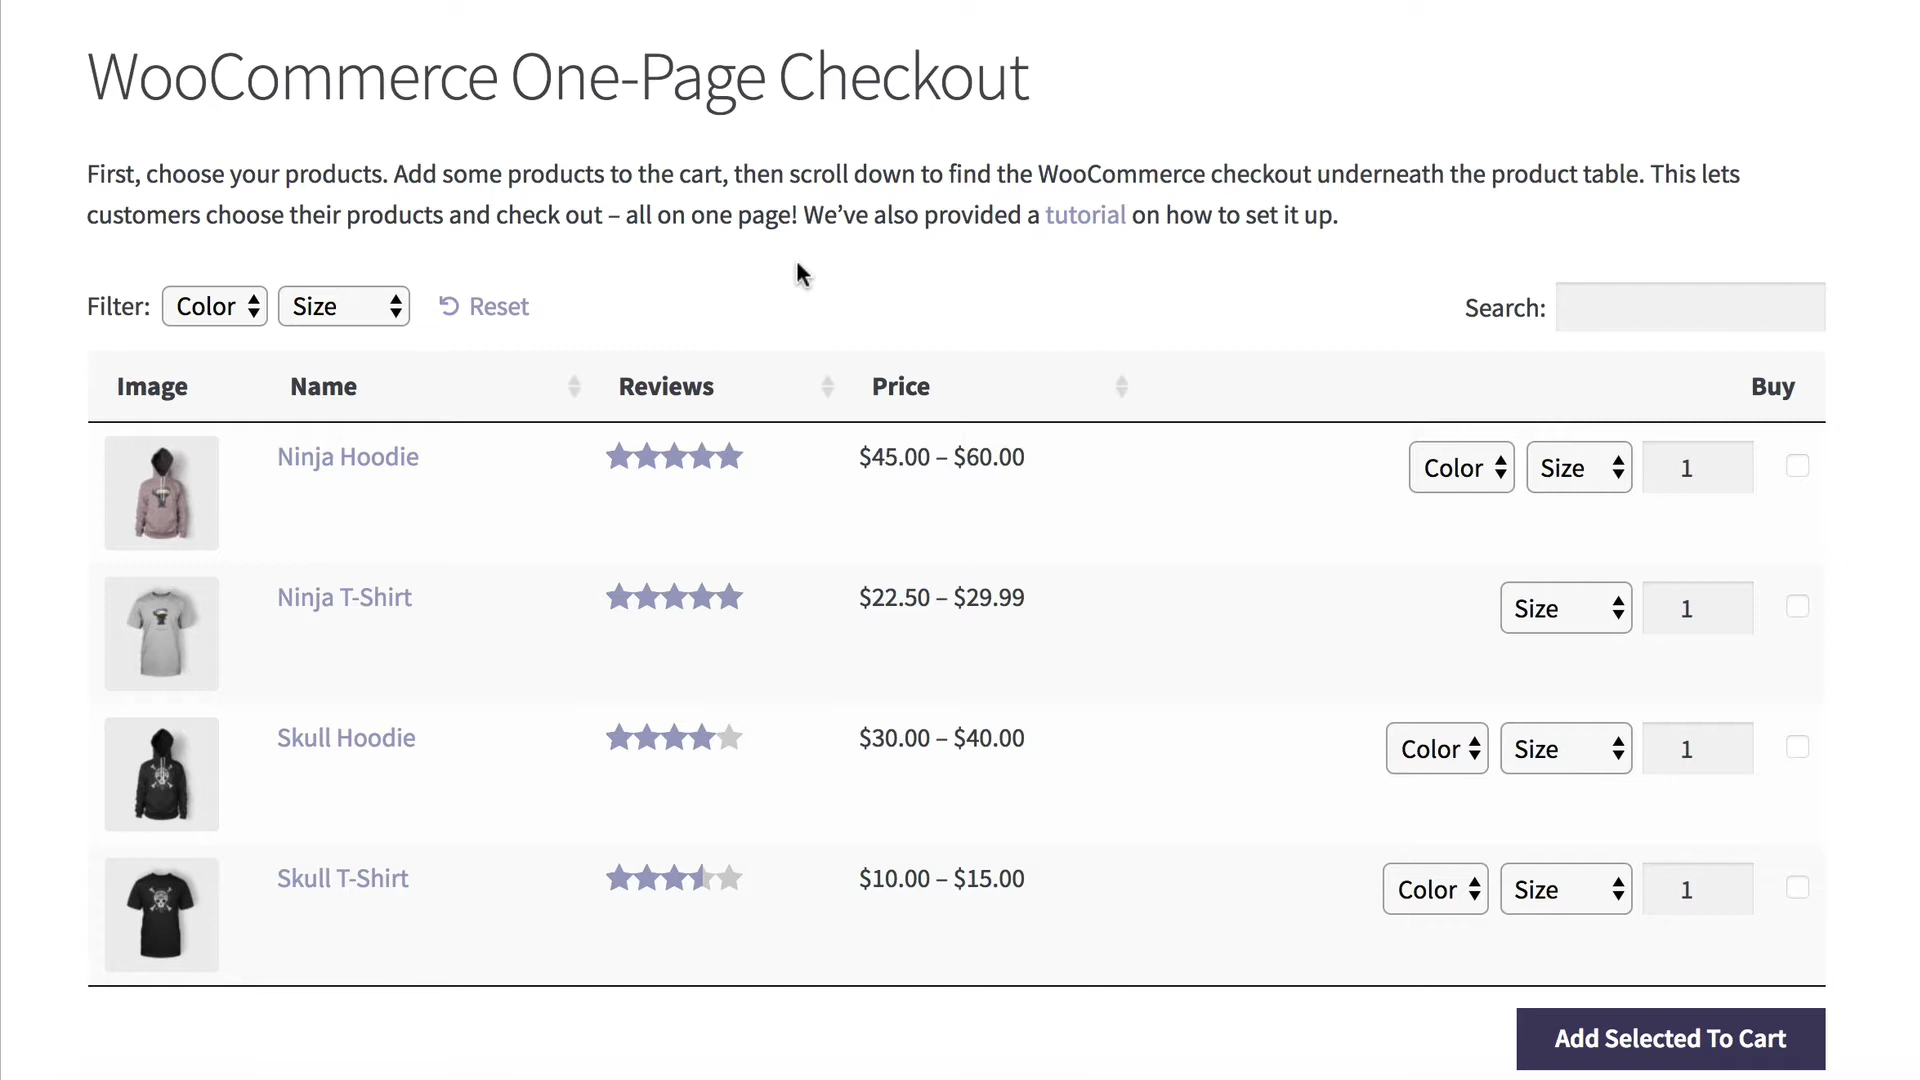 WooCommerce One-Page Checkout
First, choose your products. Add some products to the cart, then scroll down to find the WooCommerce checkout underneath the product table. This lets
customers choose their products and check out – all on one page! We’ve also provided a tutorial on how to set it up.
Filter: Color Size Reset Search:
Image Name Reviews Price Buy
Ninja Hoodie $45.00 – $60.00 Color Size 1
Ninja T-Shirt $22.50 – $29.99 Size 1
Skull Hoodie $30.00 – $40.00 Color Size 1
Skull T-Shirt $10.00 – $15.00 Color Size 1
Add Selected To Cart